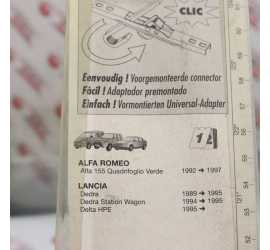 CLIC
Eenvoudig ! Voorgemonteerde connector
Fácil ! Adaptador premontado
Einfach ! Vormontierten Universal-Adapter
1
ALFA ROMEO
Alfa 155 Quadrifoglio Verde 1992 ➔ 1997
LANCIA
Dedra 1989 ➔ 1995
Dedra Station Wagon 1994 ➔ 1995
Delta HPE 1995 ➔